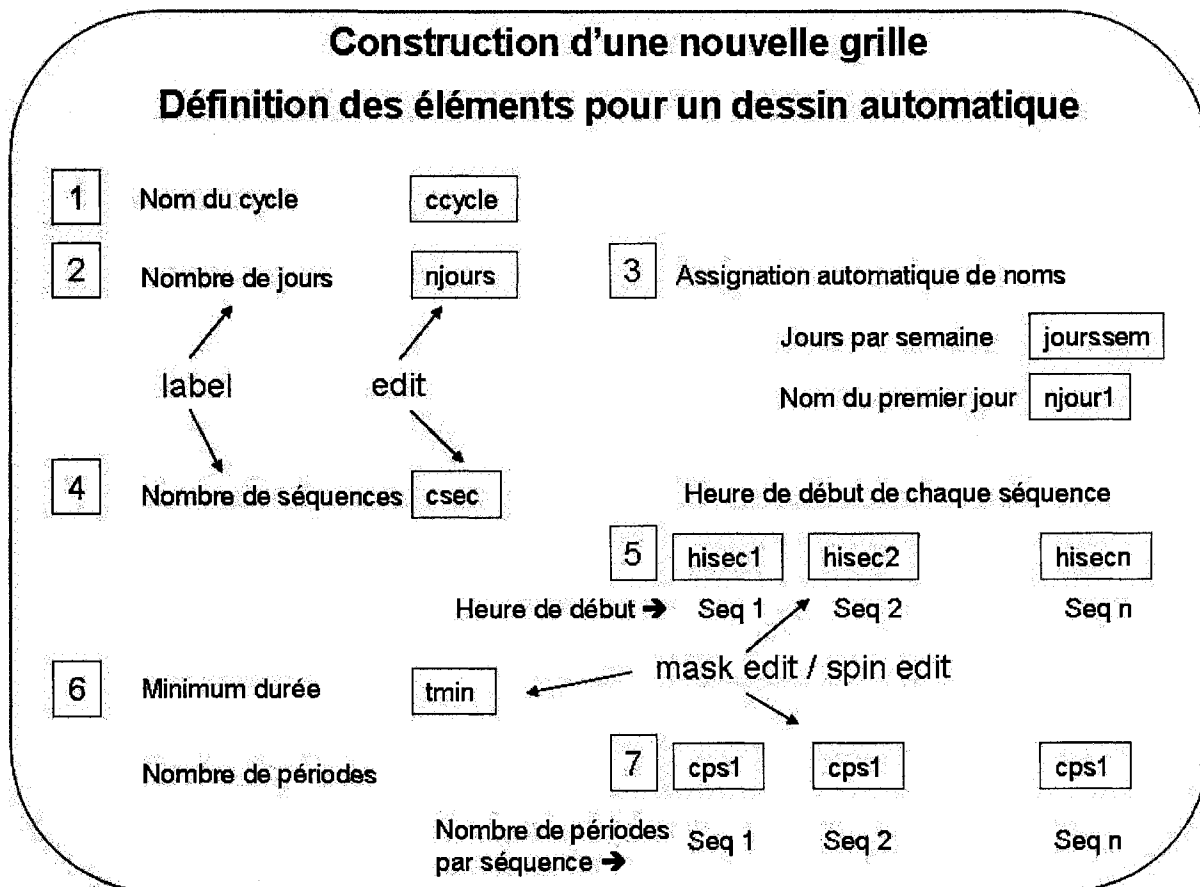 Construction d'une nouvelle grille
Définition des éléments pour un dessin automatique
1 Nom du cycle ccycle
2 Nombre de jours njours
3 Assignation automatique de noms
Jours par semaine jourssem
Nom du premier jour njour1
label edit
4 Nombre de séquences csec
Heure de début de chaque séquence
5 hisec1 hisec2 hisecn
Heure de début ➔ Seq 1 Seq 2 Seq n
mask edit / spin edit
6 Minimum durée tmin
Nombre de périodes
7 cps1 cps1 cps1
Nombre de périodes
par séquence ➔ Seq 1 Seq 2 Seq n